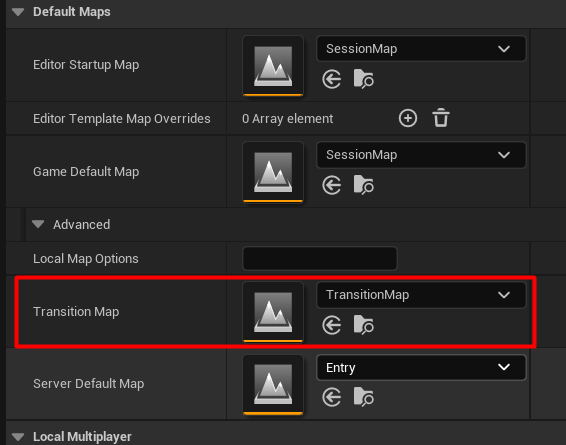 Default Maps
Editor Startup Map
SessionMap
Editor Template Map Overrides
0 Array element
Game Default Map
SessionMap
Advanced
Local Map Options
Transition Map
TransitionMap
Server Default Map
Entry
Local Multiplayer